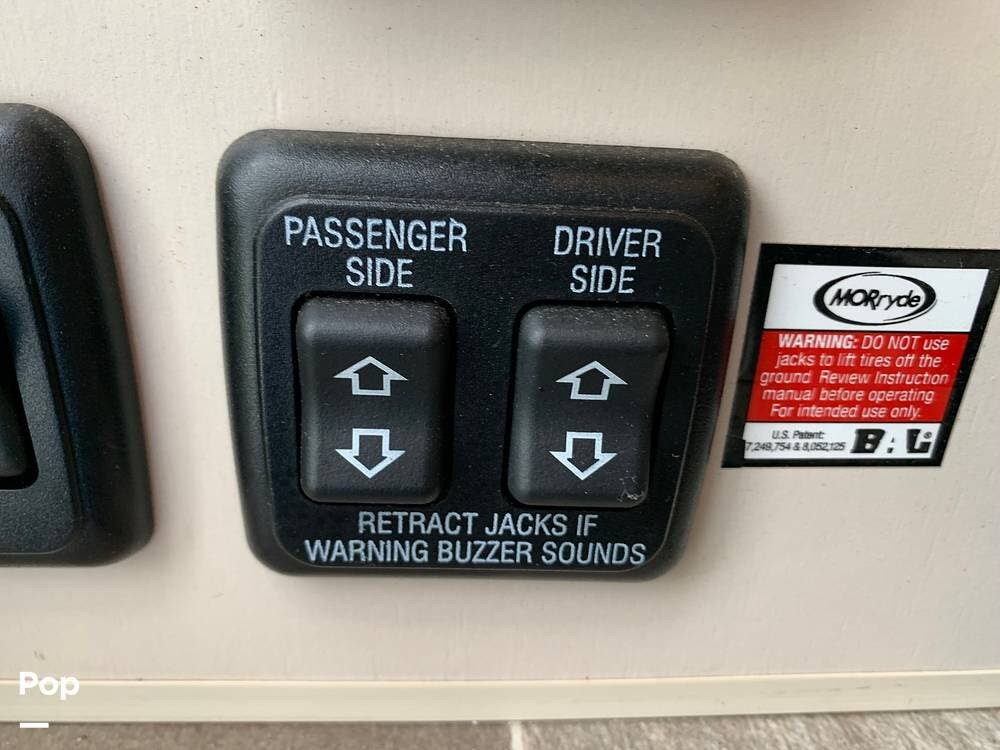 PASSENGER
SIDE
DRIVER
SIDE
RETRACT JACKS IF
WARNING BUZZER SOUNDS
MORryde
WARNING: DO NOT use
jacks to lift tires off the
ground. Review Instruction
manual before operating
For intended use only.
U.S. Patent:
7,249,754 & 8,052,125
BAL®
Pop